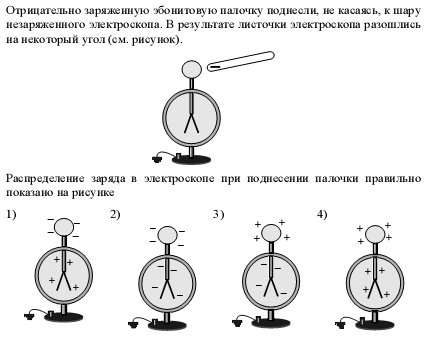 Отрицательно заряженную эбонитовую палочку поднесли, не касаясь, к шару
незаряженного электроскопа. В результате листочки электроскопа разошлись
на некоторый угол (см. рисунок).
−
Распределение заряда в электроскопе при поднесении палочки правильно
показано на рисунке
1) 2) 3) 4)
− − − − + + + +
− − − − + + + +
+ + − − − − + +
+ + − − − − + +